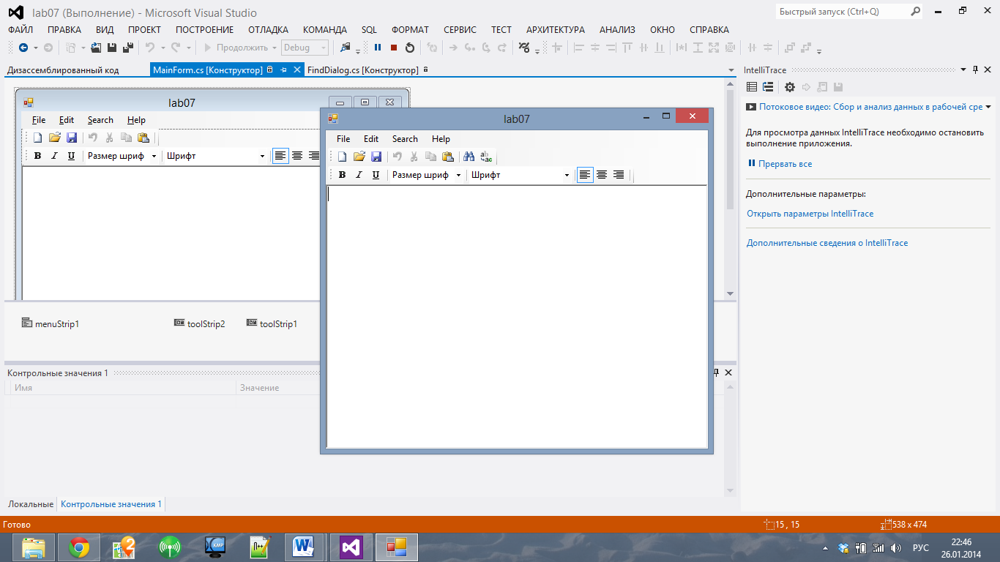 lab07 (Выполнение) - Microsoft Visual Studio
Быстрый запуск (Ctrl+Q)
ФАЙЛ ПРАВКА ВИД ПРОЕКТ ПОСТРОЕНИЕ ОТЛАДКА КОМАНДА SQL ФОРМАТ СЕРВИС ТЕСТ АРХИТЕКТУРА АНАЛИЗ ОКНО СПРАВКА
Продолжить Debug
Дизассемблированный код MainForm.cs [Конструктор] FindDialog.cs [Конструктор]
lab07
File Edit Search Help
B I U Размер шриф Шрифт
menuStrip1 toolStrip2 toolStrip1
lab07
File Edit Search Help
B I U Размер шриф Шрифт
Контрольные значения 1
Имя Значение
Локальные Контрольные значения 1
IntelliTrace
Потоковое видео: Сбор и анализ данных в рабочей сре
Для просмотра данных IntelliTrace необходимо остановить
выполнение приложения.
Прервать все
Дополнительные параметры:
Открыть параметры IntelliTrace
Дополнительные сведения о IntelliTrace
Готово 15 , 15 538 x 474
РУС 22:46
26.01.2014